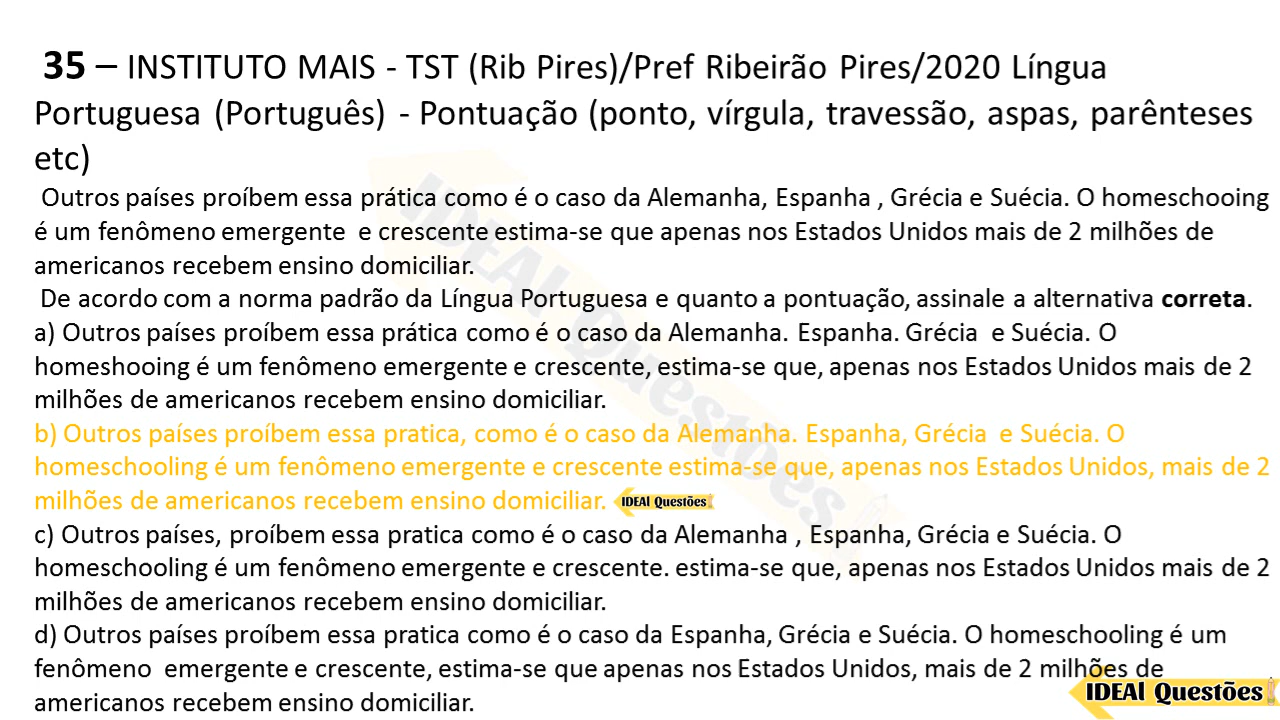 35 – INSTITUTO MAIS - TST (Rib Pires)/Pref Ribeirão Pires/2020 Língua
Portuguesa (Português) - Pontuação (ponto, vírgula, travessão, aspas, parênteses
etc)
Outros países proíbem essa prática como é o caso da Alemanha, Espanha , Grécia e Suécia. O homeschooing
é um fenômeno emergente e crescente estima-se que apenas nos Estados Unidos mais de 2 milhões de
americanos recebem ensino domiciliar.
De acordo com a norma padrão da Língua Portuguesa e quanto a pontuação, assinale a alternativa correta.
a) Outros países proíbem essa prática como é o caso da Alemanha. Espanha. Grécia e Suécia. O
homeshooing é um fenômeno emergente e crescente, estima-se que, apenas nos Estados Unidos mais de 2
milhões de americanos recebem ensino domiciliar.
b) Outros países proíbem essa pratica, como é o caso da Alemanha. Espanha, Grécia e Suécia. O
homeschooling é um fenômeno emergente e crescente estima-se que, apenas nos Estados Unidos, mais de 2
milhões de americanos recebem ensino domiciliar. IDEAl Questões
c) Outros países, proíbem essa pratica como é o caso da Alemanha , Espanha, Grécia e Suécia. O
homeschooling é um fenômeno emergente e crescente. estima-se que, apenas nos Estados Unidos mais de 2
milhões de americanos recebem ensino domiciliar.
d) Outros países proíbem essa pratica como é o caso da Espanha, Grécia e Suécia. O homeschooling é um
fenômeno emergente e crescente, estima-se que apenas nos Estados Unidos, mais de 2 milhões de
americanos recebem ensino domiciliar.
IDEAl Questões
IDEAl Questões